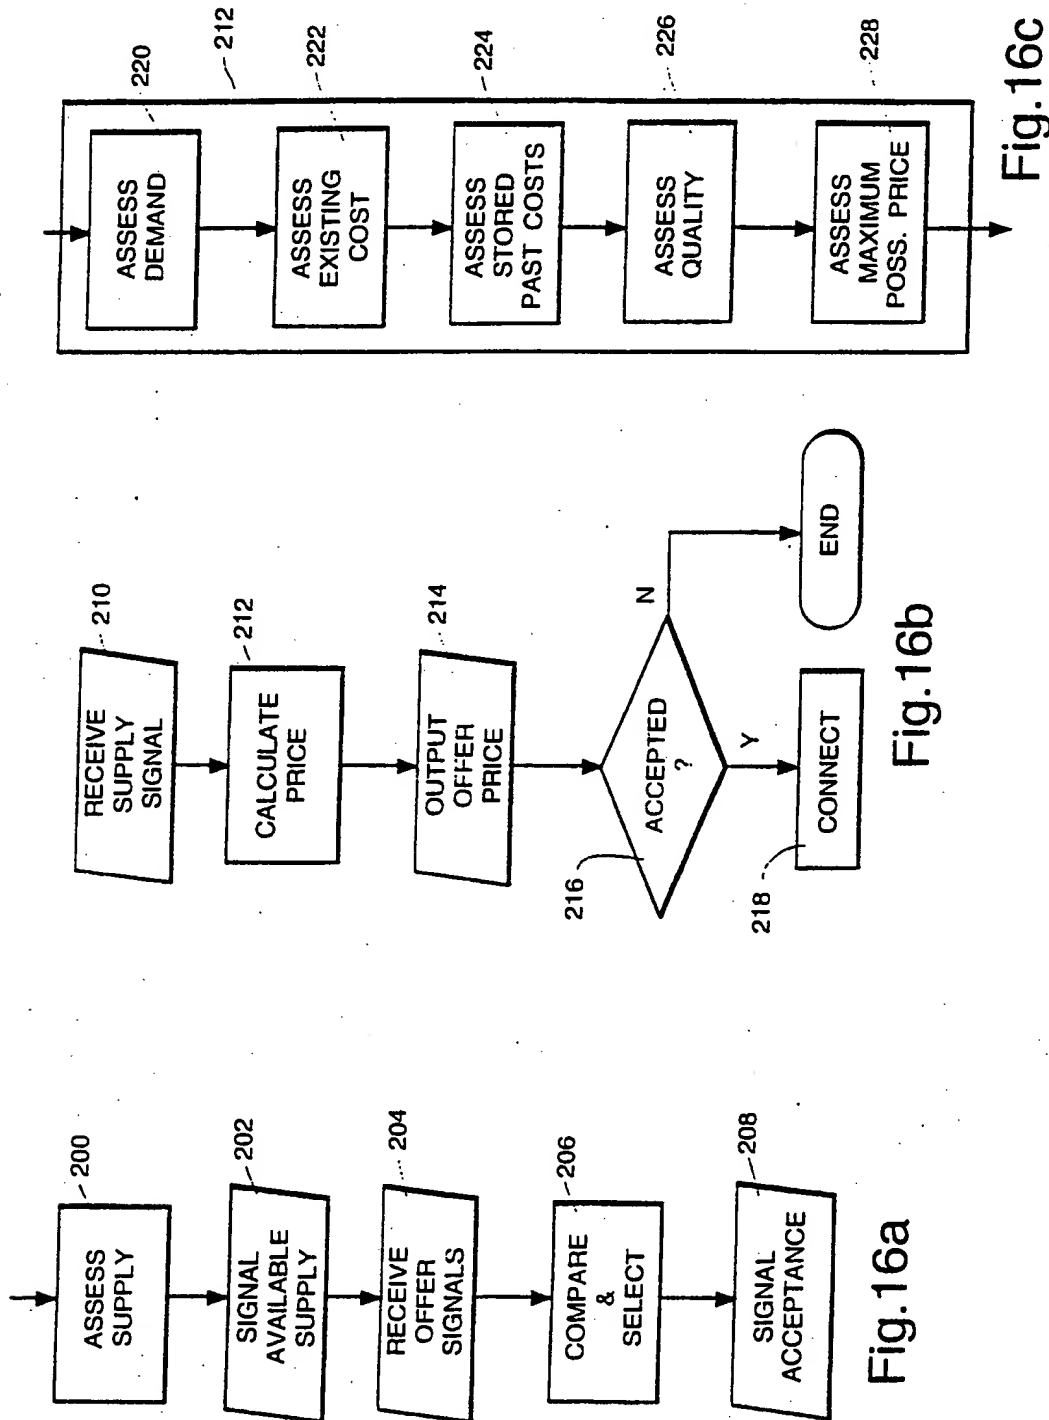 200
ASSESS
SUPPLY
202
SIGNAL
AVAILABLE
SUPPLY
204
RECEIVE
OFFER
SIGNALS
206
COMPARE
&
SELECT
208
SIGNAL
ACCEPTANCE
Fig.16a
210
RECEIVE
SUPPLY
SIGNAL
212
CALCULATE
PRICE
214
OUTPUT
OFFER
PRICE
216
ACCEPTED
?
N
Y
218
CONNECT
END
Fig.16b
220
212
ASSESS
DEMAND
222
ASSESS
EXISTING
COST
224
ASSESS
STORED
PAST COSTS
226
ASSESS
QUALITY
228
ASSESS
MAXIMUM
POSS. PRICE
Fig.16c